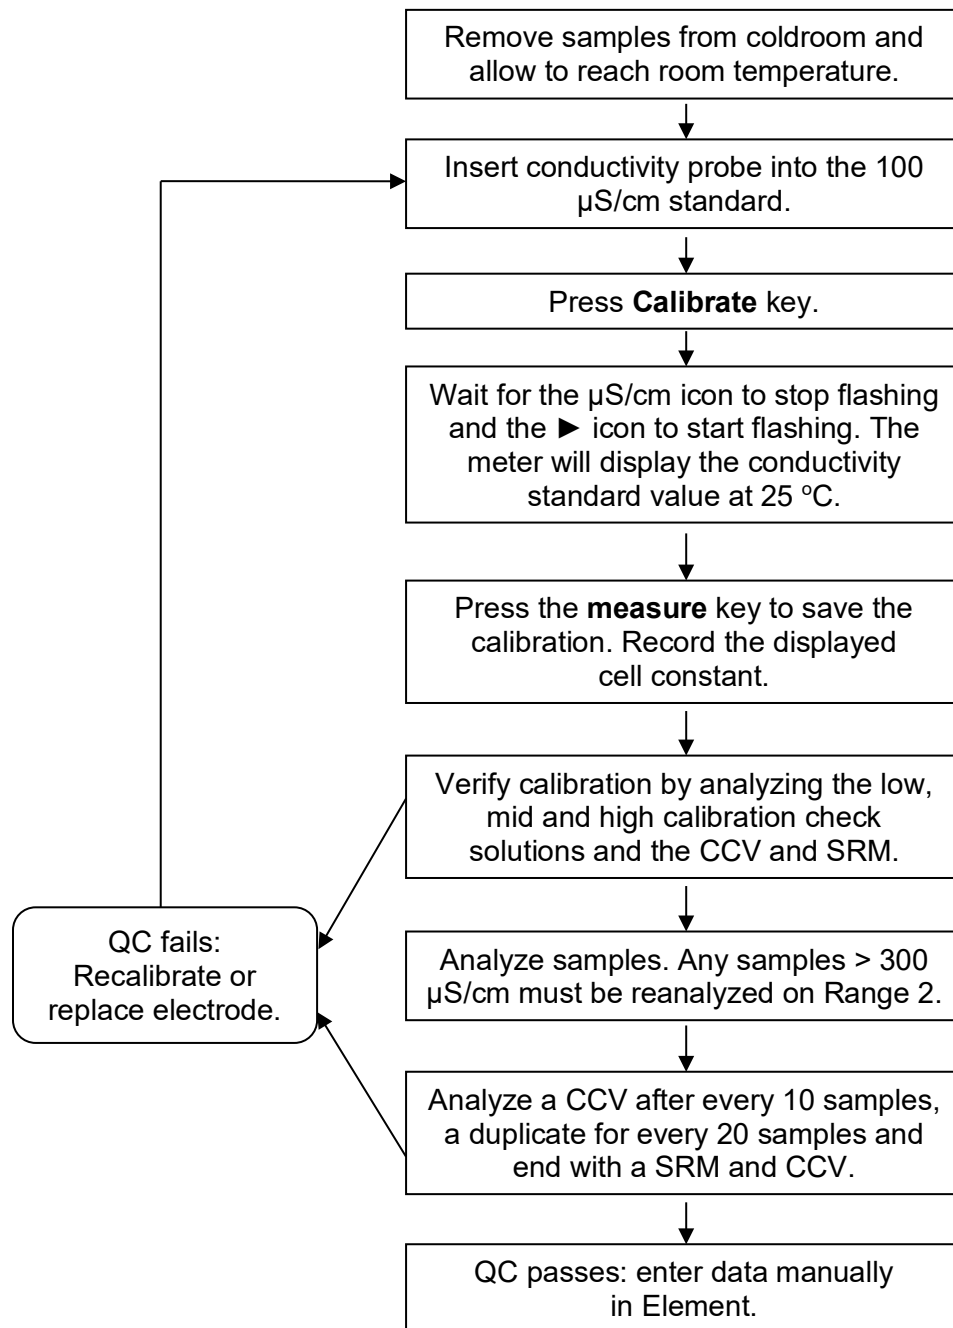 Remove samples from coldroom and
allow to reach room temperature.
Insert conductivity probe into the 100
µS/cm standard.
Press Calibrate key.
Wait for the µS/cm icon to stop flashing
and the ► icon to start flashing. The
meter will display the conductivity
standard value at 25 ºC.
Press the measure key to save the
calibration. Record the displayed
cell constant.
Verify calibration by analyzing the low,
mid and high calibration check
solutions and the CCV and SRM.
QC fails:
Recalibrate or
replace electrode.
Analyze samples. Any samples > 300
µS/cm must be reanalyzed on Range 2.
Analyze a CCV after every 10 samples,
a duplicate for every 20 samples and
end with a SRM and CCV.
QC passes: enter data manually
in Element.